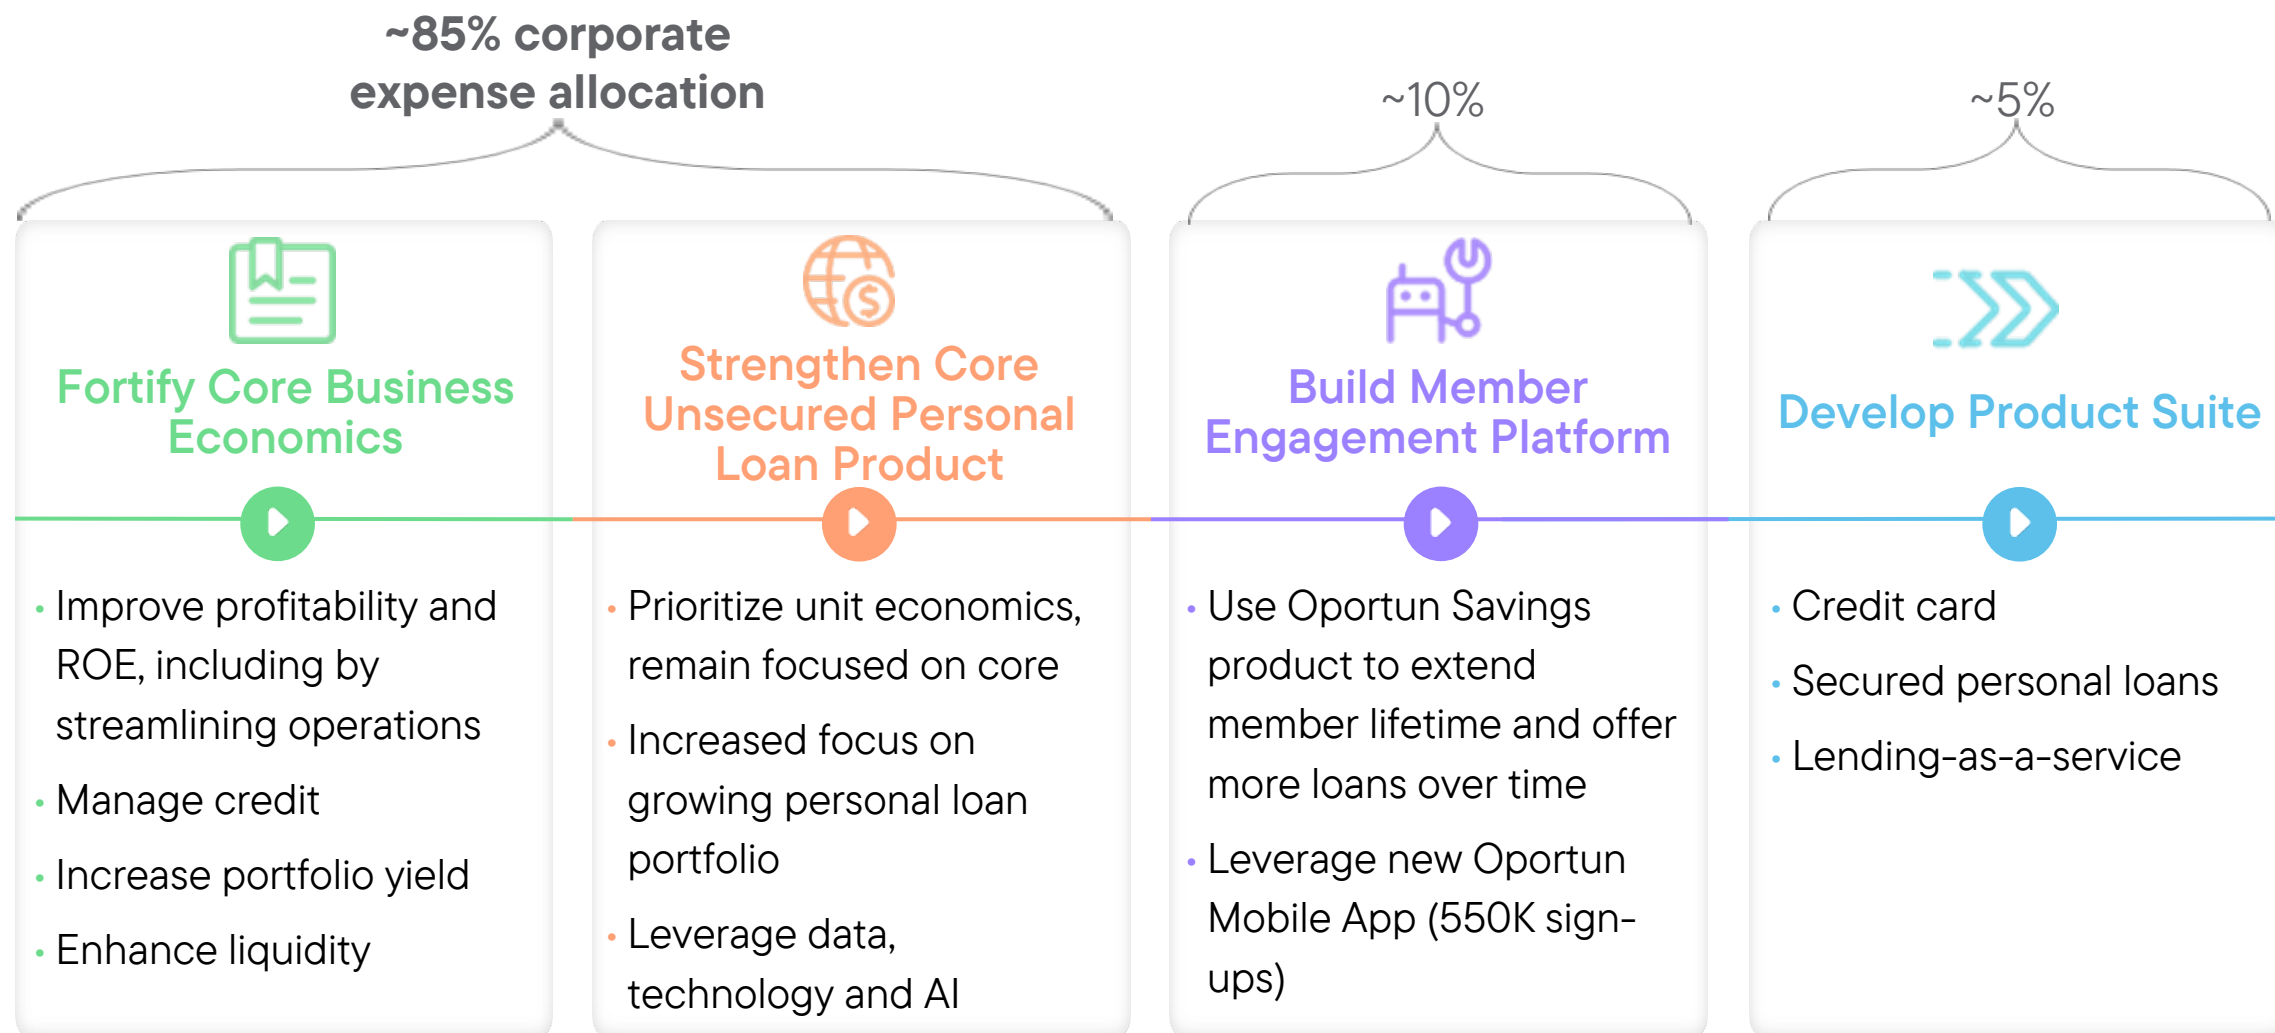 ~85% corporate
expense allocation
~10%
~5%
Fortify Core Business
Economics
• Improve profitability and
ROE, including by
streamlining operations
• Manage credit
• Increase portfolio yield
• Enhance liquidity
Strengthen Core
Unsecured Personal
Loan Product
• Prioritize unit economics,
remain focused on core
• Increased focus on
growing personal loan
portfolio
• Leverage data,
technology and AI
Build Member
Engagement Platform
• Use Oportun Savings
product to extend
member lifetime and offer
more loans over time
• Leverage new Oportun
Mobile App (550K sign-
ups)
Develop Product Suite
• Credit card
• Secured personal loans
• Lending-as-a-service